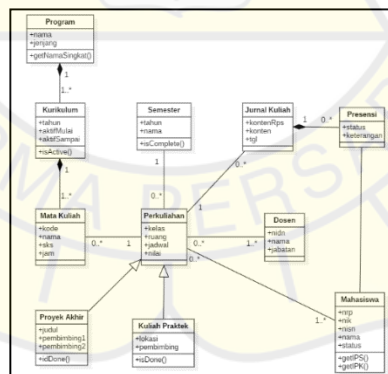 Program
+nama
+jenjang
+getNamaSingkat()
1
1..*
Kurikulum
+tahun
+aktifMulai
+aktifSampai
+isActive()
1
1..*
Semester
+tahun
+nama
+isComplete()
1
0..*
Jurnal Kuliah
+kontenRps
+konten
+tgl
1
0..*
0..*
1
Presensi
+status
+keterangan
Mata Kuliah
+kode
+nama
+sks
+jam
1
0..*
Perkuliahan
+kelas
+ruang
+jadwal
+nilai
0..*
1..*
0..*
1..*
Dosen
+nidn
+nama
+jabatan
Proyek Akhir
+judul
+pembimbing1
+pembimbing2
+idDone()
Kuliah Praktek
+lokasi
+pembimbing
+isDone()
Mahasiswa
+nrp
+nik
+nisn
+nama
+status
+getIPS()
+getIPK()